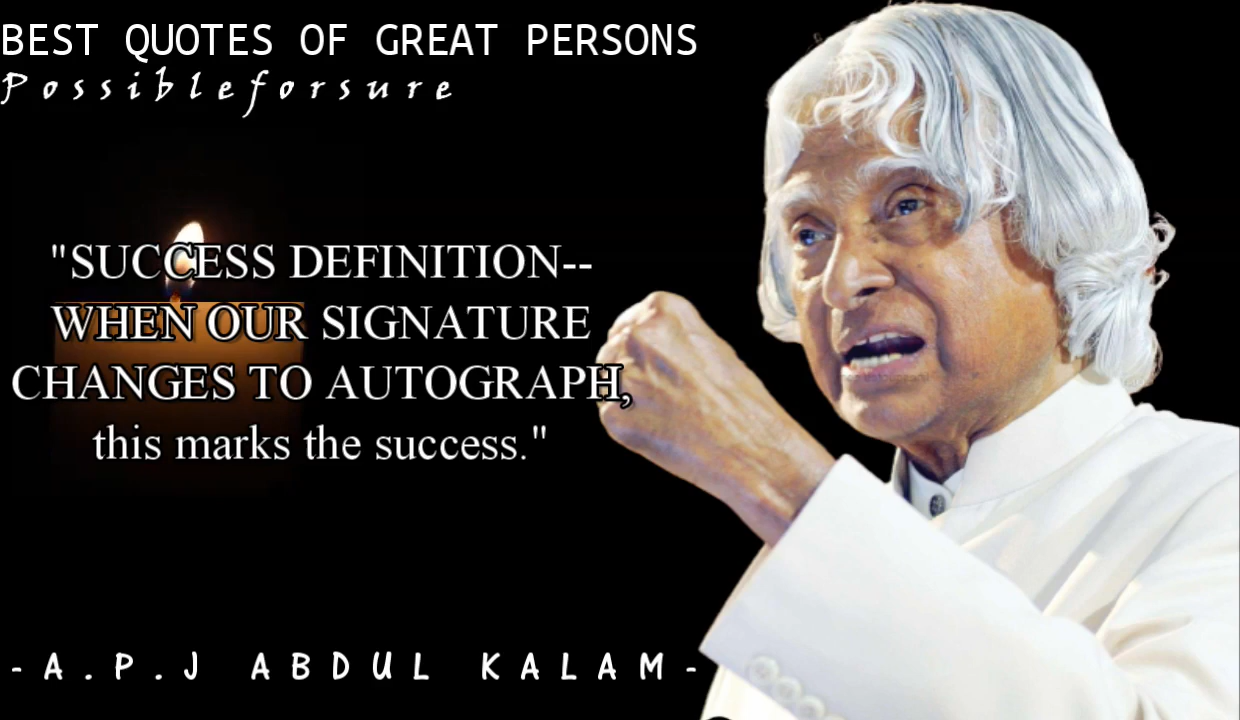 BEST QUOTES OF GREAT PERSONS
Possibleforsure
"SUCCESS DEFINITION--
WHEN OUR SIGNATURE
CHANGES TO AUTOGRAPH,
this marks the success."
-A.P.J ABDUL KALAM-